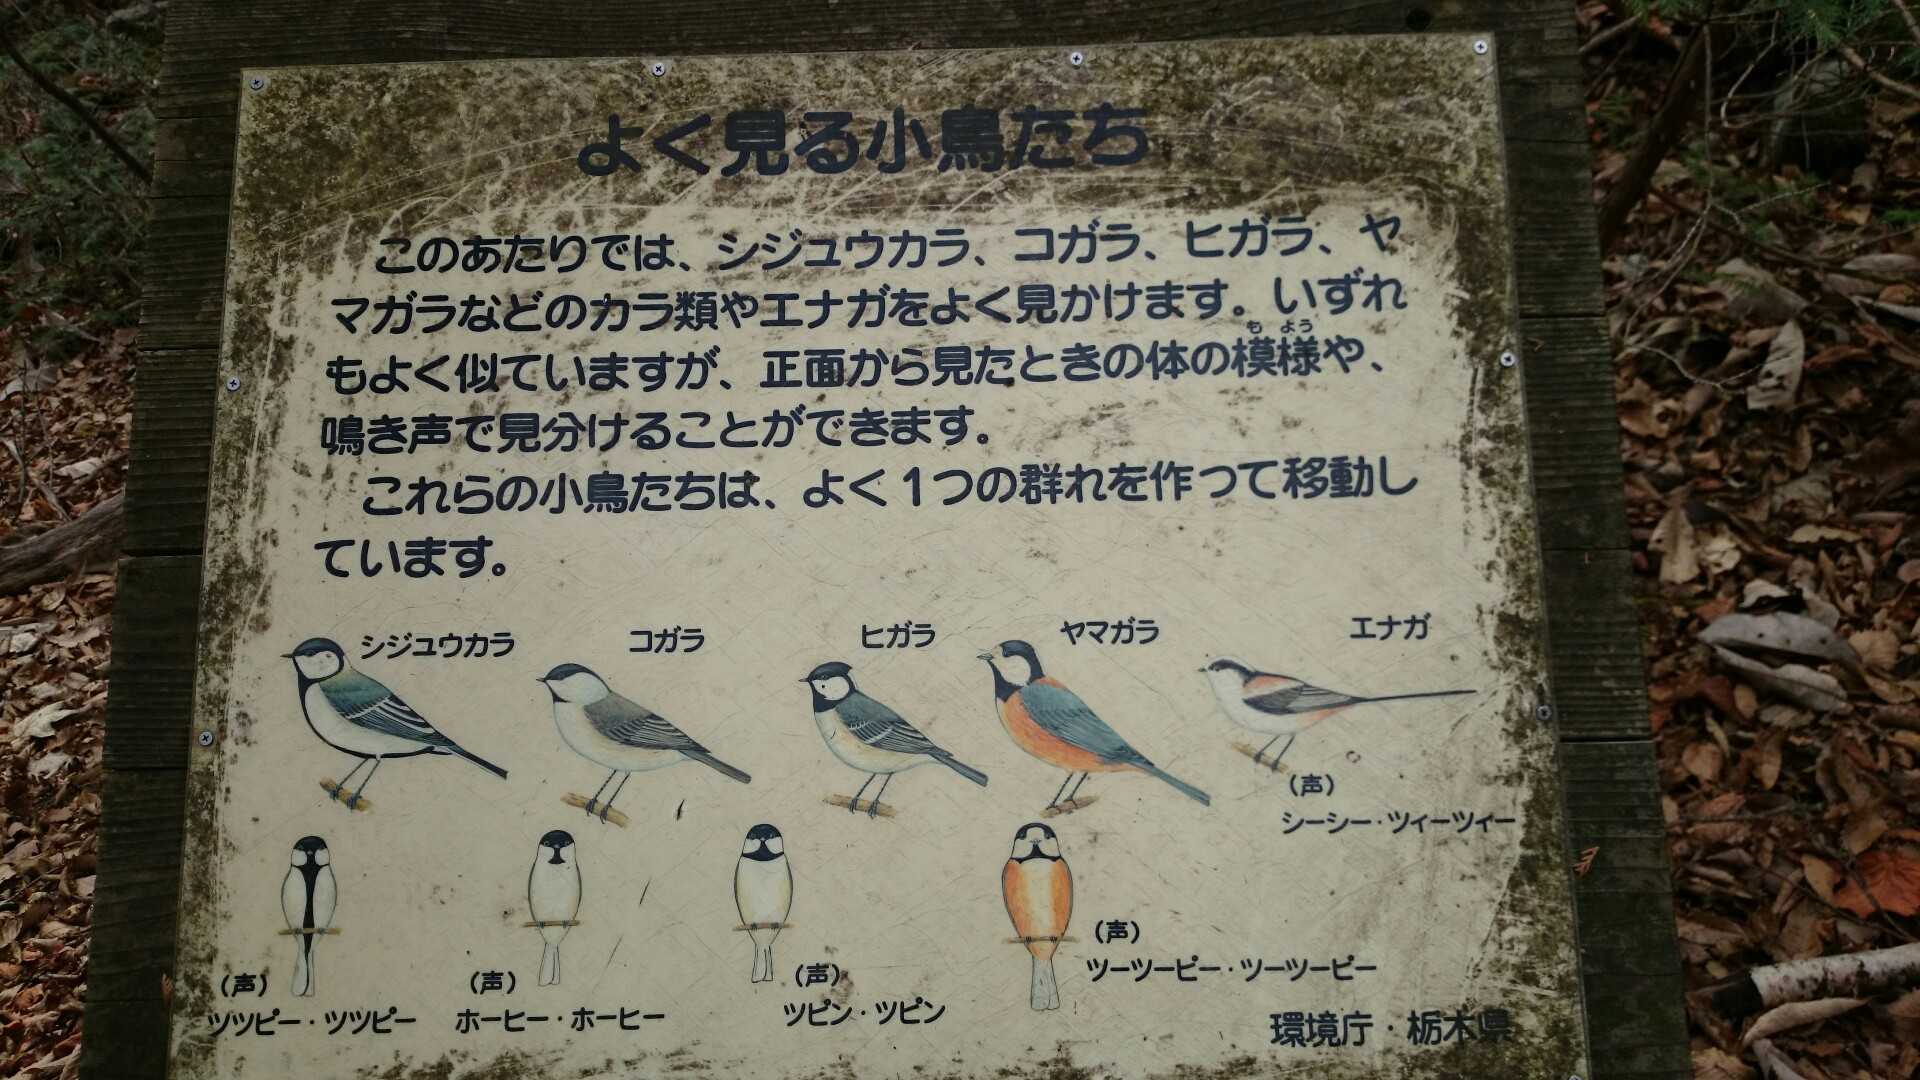 よく見る小鳥たち
このあたりでは、シジュウカラ、コガラ、ヒガラ、ヤ
マガラなどのカラ類やエナガをよく見かけます。いずれ
も よう
もよく似ていますが、正面から見たときの体の模様や、
鳴き声で見分けることができます。
これらの小鳥たちは、よく1つの群れを作って移動し
ています。
シジュウカラ
コガラ
ヒガラ
ヤマガラ
エナガ
(声)
シーシー・ツィーツィー
(声)
ツツピー・ツツピー
(声)
ホーヒー・ホーヒー
(声)
ツピン・ツピン
(声)
ツーツーピー・ツーツーピー
環境庁・栃木県